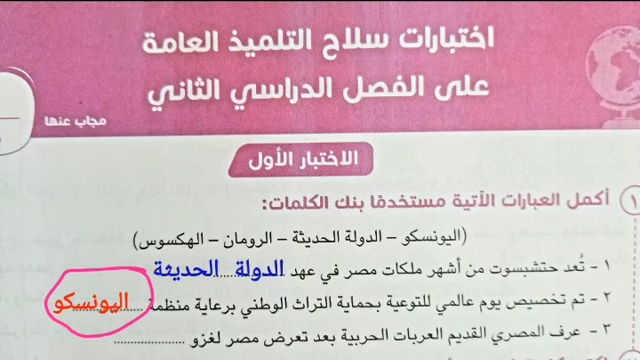 اختبارات سلاح التلميذ العامة
على الفصل الدراسي الثاني
مجاب عنها
الاختبار الأول
١ أكمل العبارات الآتية مستخدمًا بنك الكلمات:
(اليونسكو – الدولة الحديثة – الرومان – الهكسوس)
١ - تُعد حتشبسوت من أشهر ملكات مصر في عهد الدولة الحديثة
٢ - تم تخصيص يوم عالمي للتوعية بحماية التراث الوطني برعاية منظمة اليونسكو
٣ - عرف المصري القديم العربات الحربية بعد تعرض مصر لغزو ....................